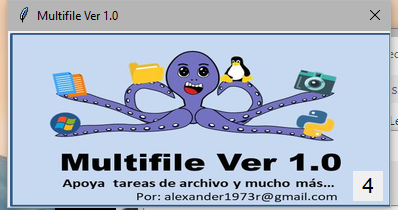 Multifile Ver 1.0
Multifile Ver 1.0
Apoya tareas de archivo y mucho más...
Por: alexander1973r@gmail.com
4